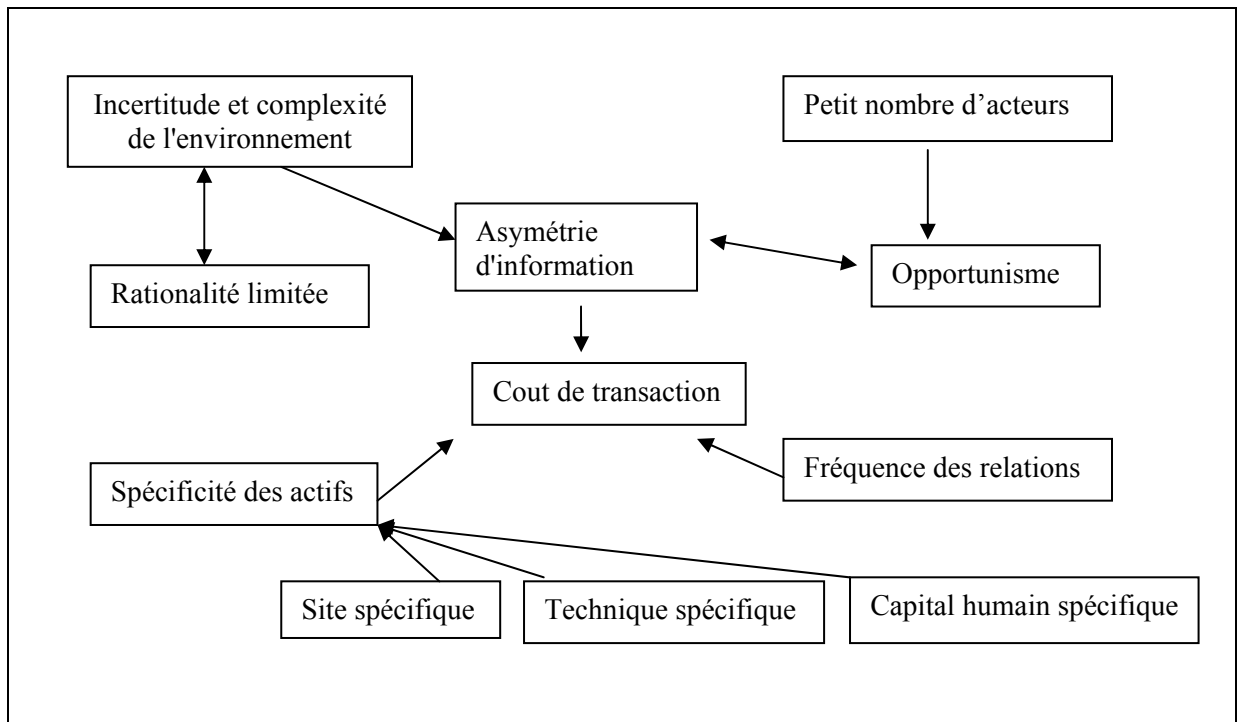 Incertitude et complexité
de l'environnement
Petit nombre d’acteurs
Asymétrie
d'information
Rationalité limitée
Opportunisme
Cout de transaction
Fréquence des relations
Spécificité des actifs
Site spécifique
Technique spécifique
Capital humain spécifique